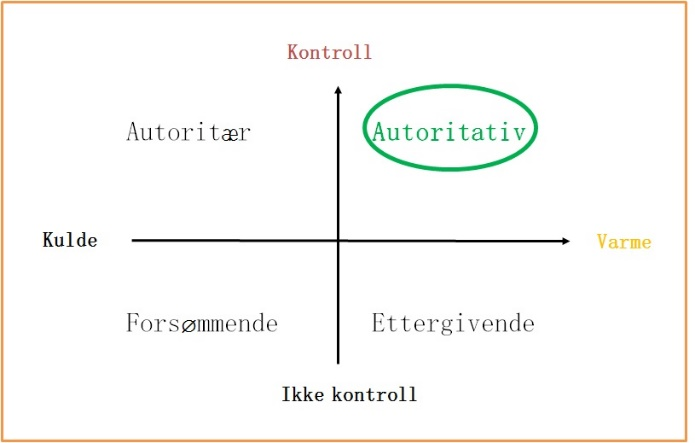 Kontroll
Autoritær
Autoritativ
Kulde
Varme
Forsømmende
Ettergivende
Ikke kontroll